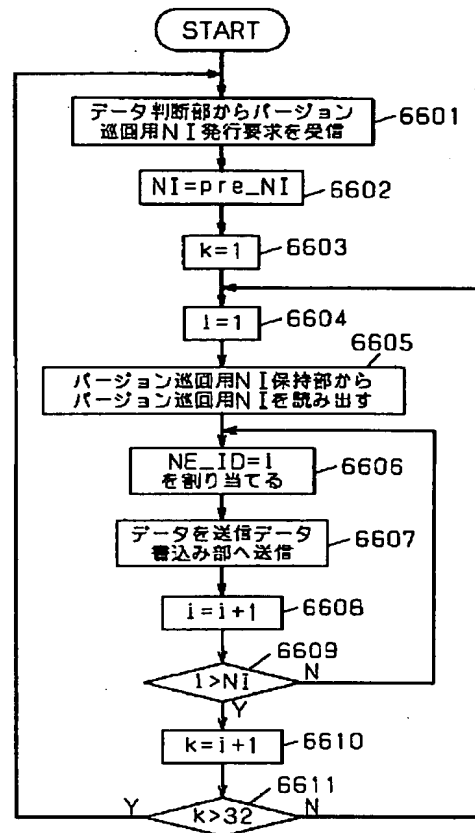 START
データ判断部からバージョン
巡回用NI発行要求を受信
6601
NI=pre_NI
6602
k=1
6603
i=1
6604
6605
バージョン巡回用NI保持部から
バージョン巡回用NIを読み出す
NE_ID=i
を割り当てる
6606
データを送信データ
書込み部へ送信
6607
i=i+1
6608
6609
i>NI
N
Y
k=i+1
6610
6611
Y
k>32
N